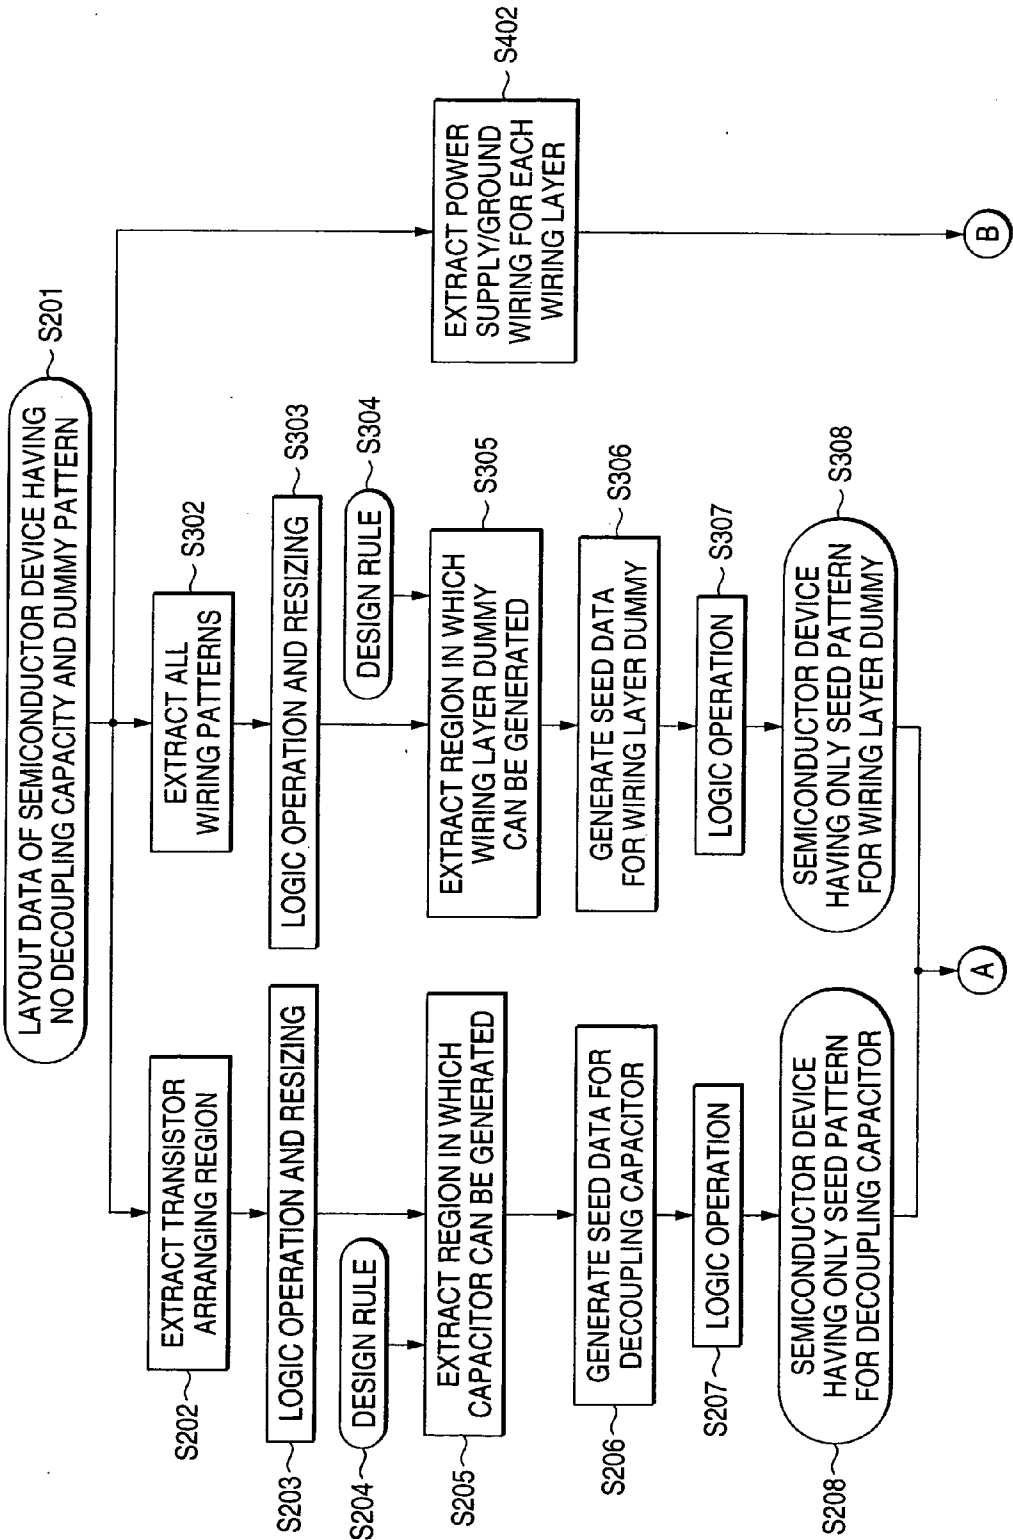 LAYOUT DATA OF SEMICONDUCTOR DEVICE HAVING
NO DECOUPLING CAPACITY AND DUMMY PATTERN
S201
EXTRACT TRANSISTOR
ARRANGING REGION
S202
LOGIC OPERATION AND RESIZING
S203
DESIGN RULE
S204
EXTRACT REGION IN WHICH
CAPACITOR CAN BE GENERATED
S205
GENERATE SEED DATA FOR
DECOUPLING CAPACITOR
S206
LOGIC OPERATION
S207
SEMICONDUCTOR DEVICE
HAVING ONLY SEED PATTERN
FOR DECOUPLING CAPACITOR
S208
EXTRACT ALL
WIRING PATTERNS
S302
LOGIC OPERATION AND RESIZING
S303
DESIGN RULE
S304
EXTRACT REGION IN WHICH
WIRING LAYER DUMMY
CAN BE GENERATED
S305
GENERATE SEED DATA
FOR WIRING LAYER DUMMY
S306
LOGIC OPERATION
S307
SEMICONDUCTOR DEVICE
HAVING ONLY SEED PATTERN
FOR WIRING LAYER DUMMY
S308
A
EXTRACT POWER
SUPPLY/GROUND
WIRING FOR EACH
WIRING LAYER
S402
B